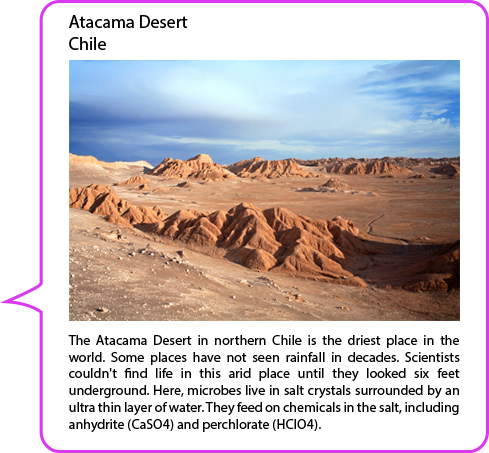 Atacama Desert
Chile
The Atacama Desert in northern Chile is the driest place in the
world. Some places have not seen rainfall in decades. Scientists
couldn't find life in this arid place until they looked six feet
underground. Here, microbes live in salt crystals surrounded by an
ultra thin layer of water. They feed on chemicals in the salt, including
anhydrite (CaSO4) and perchlorate (HClO4).